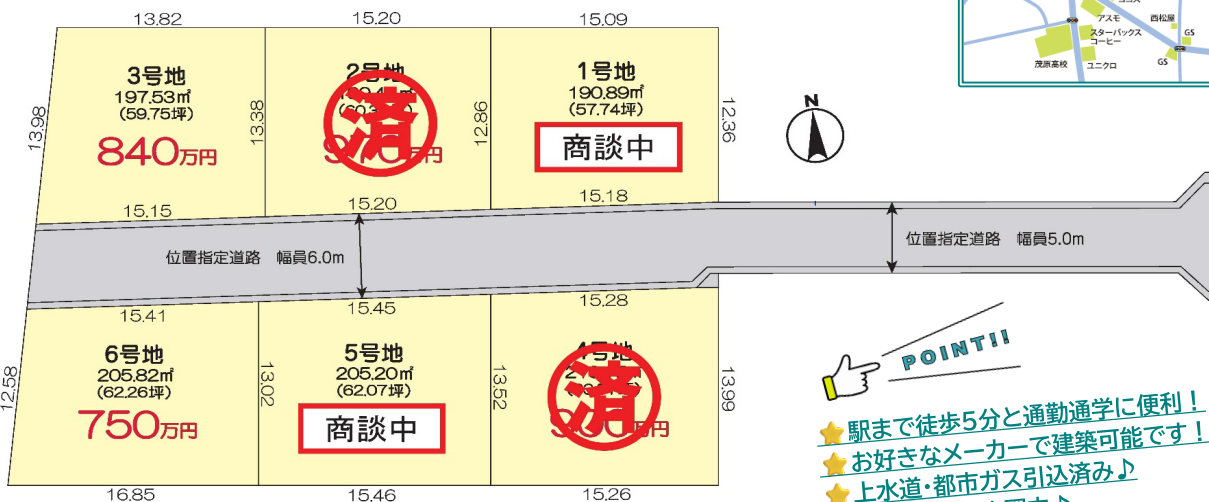 13.82
15.20
15.09
3号地
197.53㎡
(59.75坪)
840万円
2号地
済
万円
1号地
190.89㎡
(57.74坪)
商談中
13.98
13.38
12.86
12.36
15.15
15.20
15.18
位置指定道路 幅員6.0m
位置指定道路 幅員5.0m
15.41
15.45
15.28
6号地
205.82㎡
(62.26坪)
750万円
5号地
205.20㎡
(62.07坪)
商談中
4号地
済
万円
12.58
13.02
13.52
13.99
16.85
15.46
15.26
N
アスモ
西松屋
スターバックス
コーヒー
GS
茂原高校
ユニクロ
GS
POINT!!
駅まで徒歩5分と通勤通学に便利！
お好きなメーカーで建築可能です！
上水道・都市ガス引込済み♪